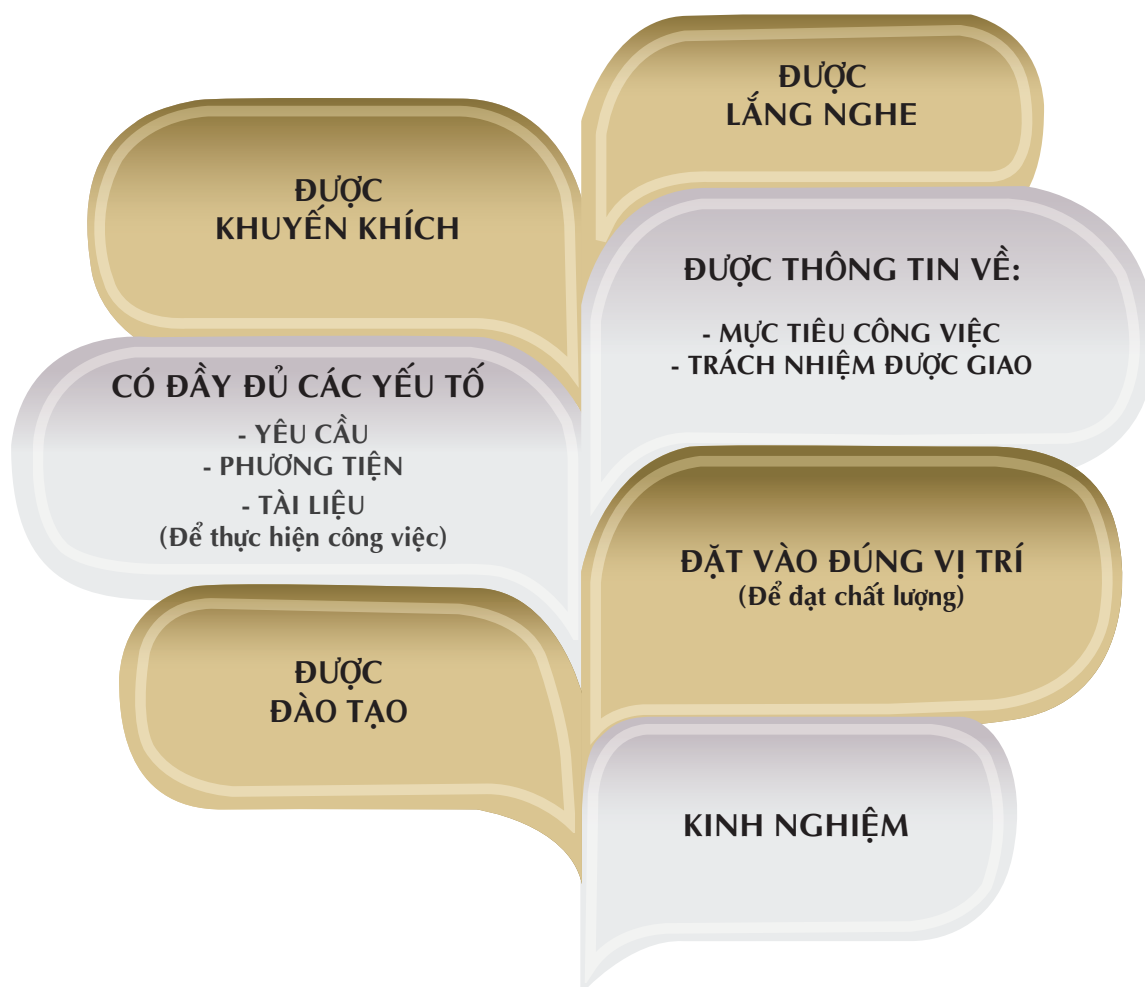 ĐƯỢC
LẮNG NGHE
ĐƯỢC
KHUYẾN KHÍCH
ĐƯỢC THÔNG TIN VỀ:
- MỰC TIÊU CÔNG VIỆC
- TRÁCH NHIỆM ĐƯỢC GIAO
CÓ ĐẦY ĐỦ CÁC YẾU TỐ
- YÊU CẦU
- PHƯƠNG TIỆN
- TÀI LIỆU
(Để thực hiện công việc)
ĐẶT VÀO ĐÚNG VỊ TRÍ
(Để đạt chất lượng)
ĐƯỢC
ĐÀO TẠO
KINH NGHIỆM